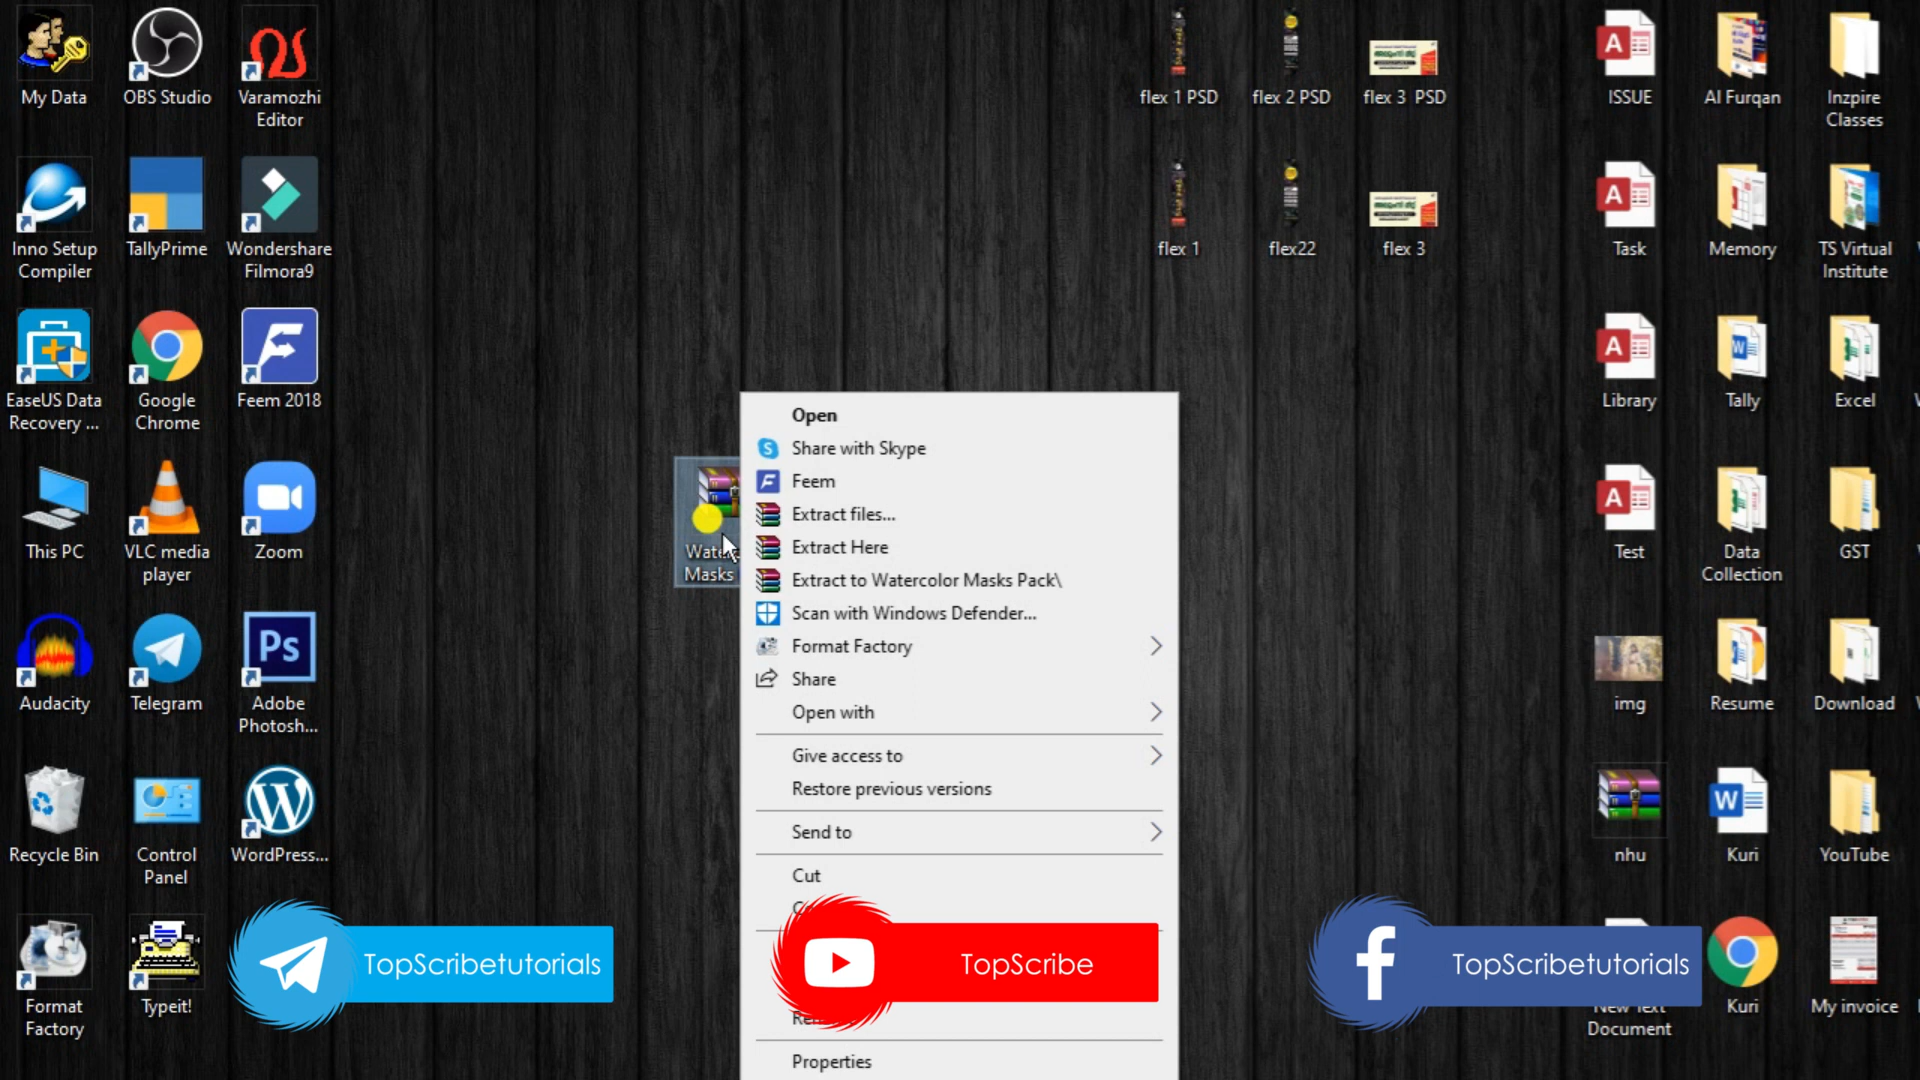 My Data
OBS Studio
Varamozhi
Editor
Inno Setup
Compiler
TallyPrime
Wondershare
Filmora9
EaseUS Data
Recovery ...
Google
Chrome
Feem 2018
This PC
VLC media
player
Zoom
Audacity
Telegram
Ps
Adobe
Photosh...
Recycle Bin
Control
Panel
WordPress...
Format
Factory
Typeit!
flex 1 PSD
flex 2 PSD
flex 3 PSD
flex 1
flex22
flex 3
Masks
Open
Share with Skype
Feem
Extract files...
Extract Here
Extract to Watercolor Masks Pack\
Scan with Windows Defender...
Format Factory
Share
Open with
Give access to
Restore previous versions
Send to
Cut
Properties
ISSUE
Al Furqan
Inzpire
Classes
Task
Memory
TS Virtual
Institute
Library
Tally
Excel
Test
Data
Collection
GST
img
Resume
Download
nhu
Kuri
YouTube
New Text
Document
Kuri
My invoice
TopScribetutorials
TopScribe
TopScribetutorials